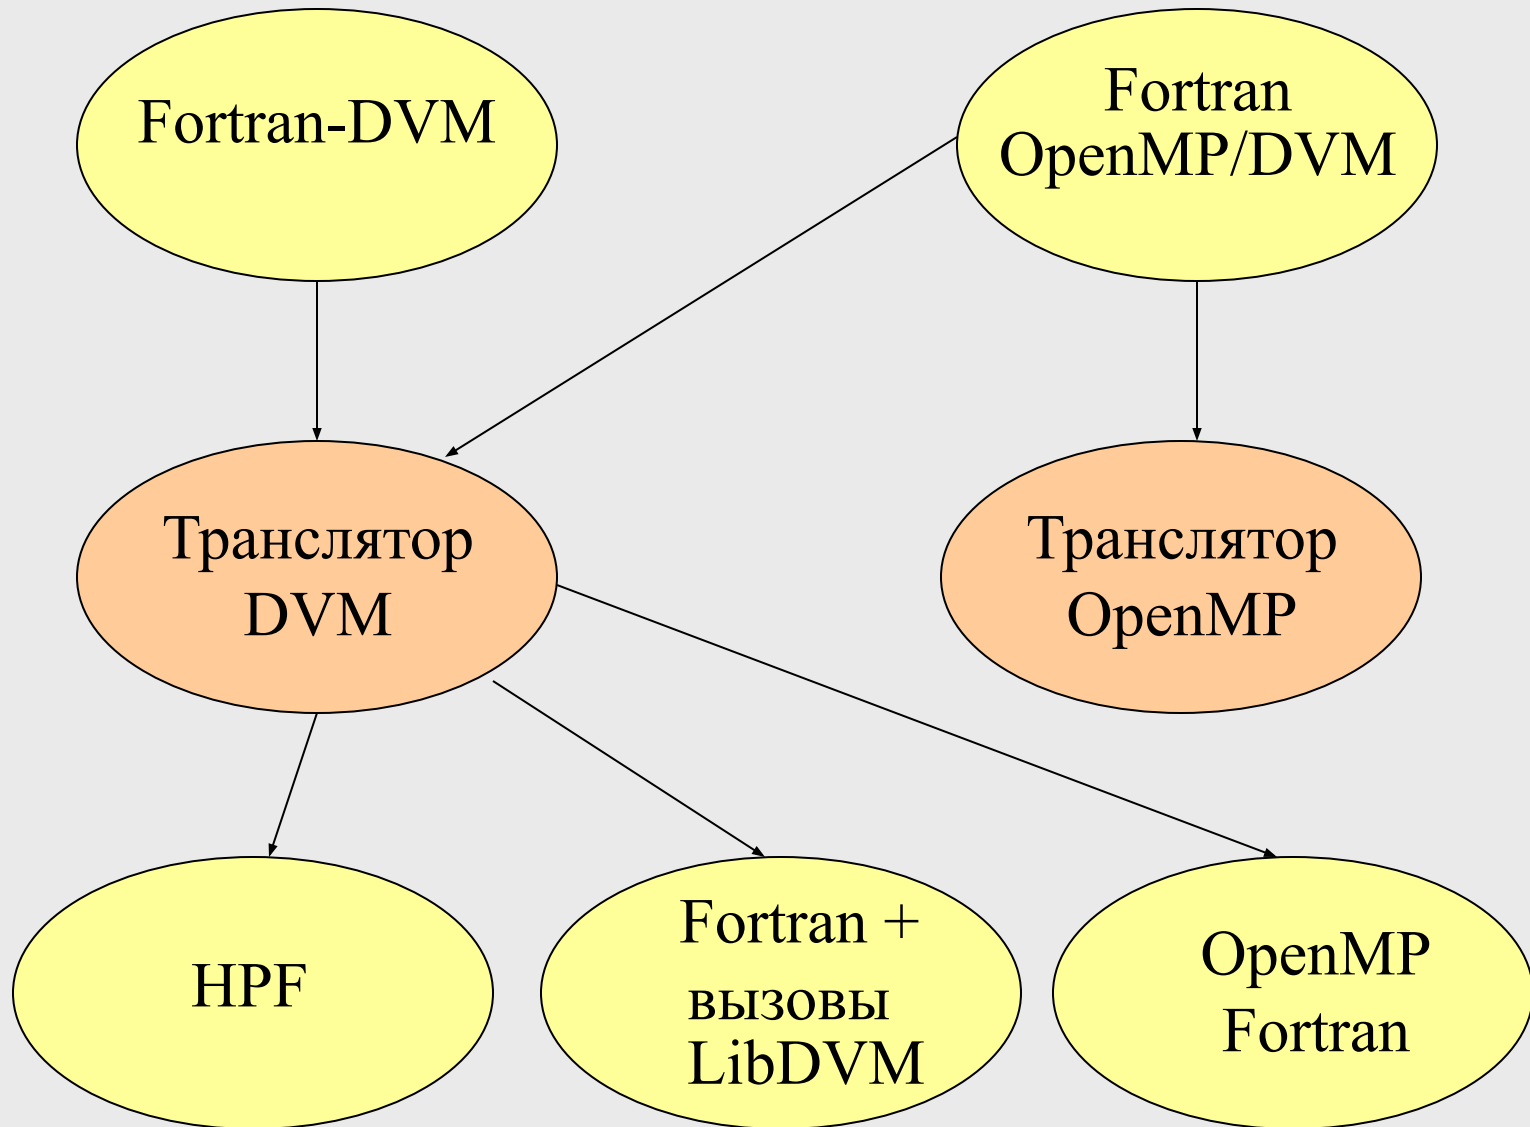 Fortran-DVM
Fortran
OpenMP/DVM
Транслятор
DVM
Транслятор
OpenMP
HPF
Fortran +
вызовы
LibDVM
OpenMP
Fortran